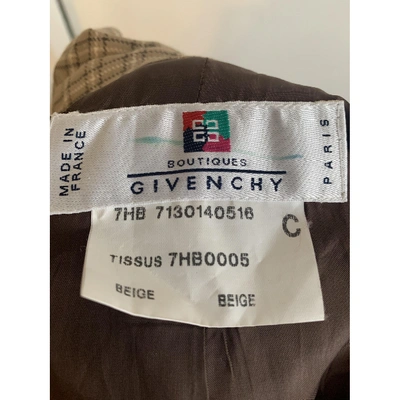 MADE IN
FRANCE
BOUTIQUES
GIVENCHY
PARIS
7HB 7130140516
C
TISSUS 7HB0005
BEIGE BEIGE